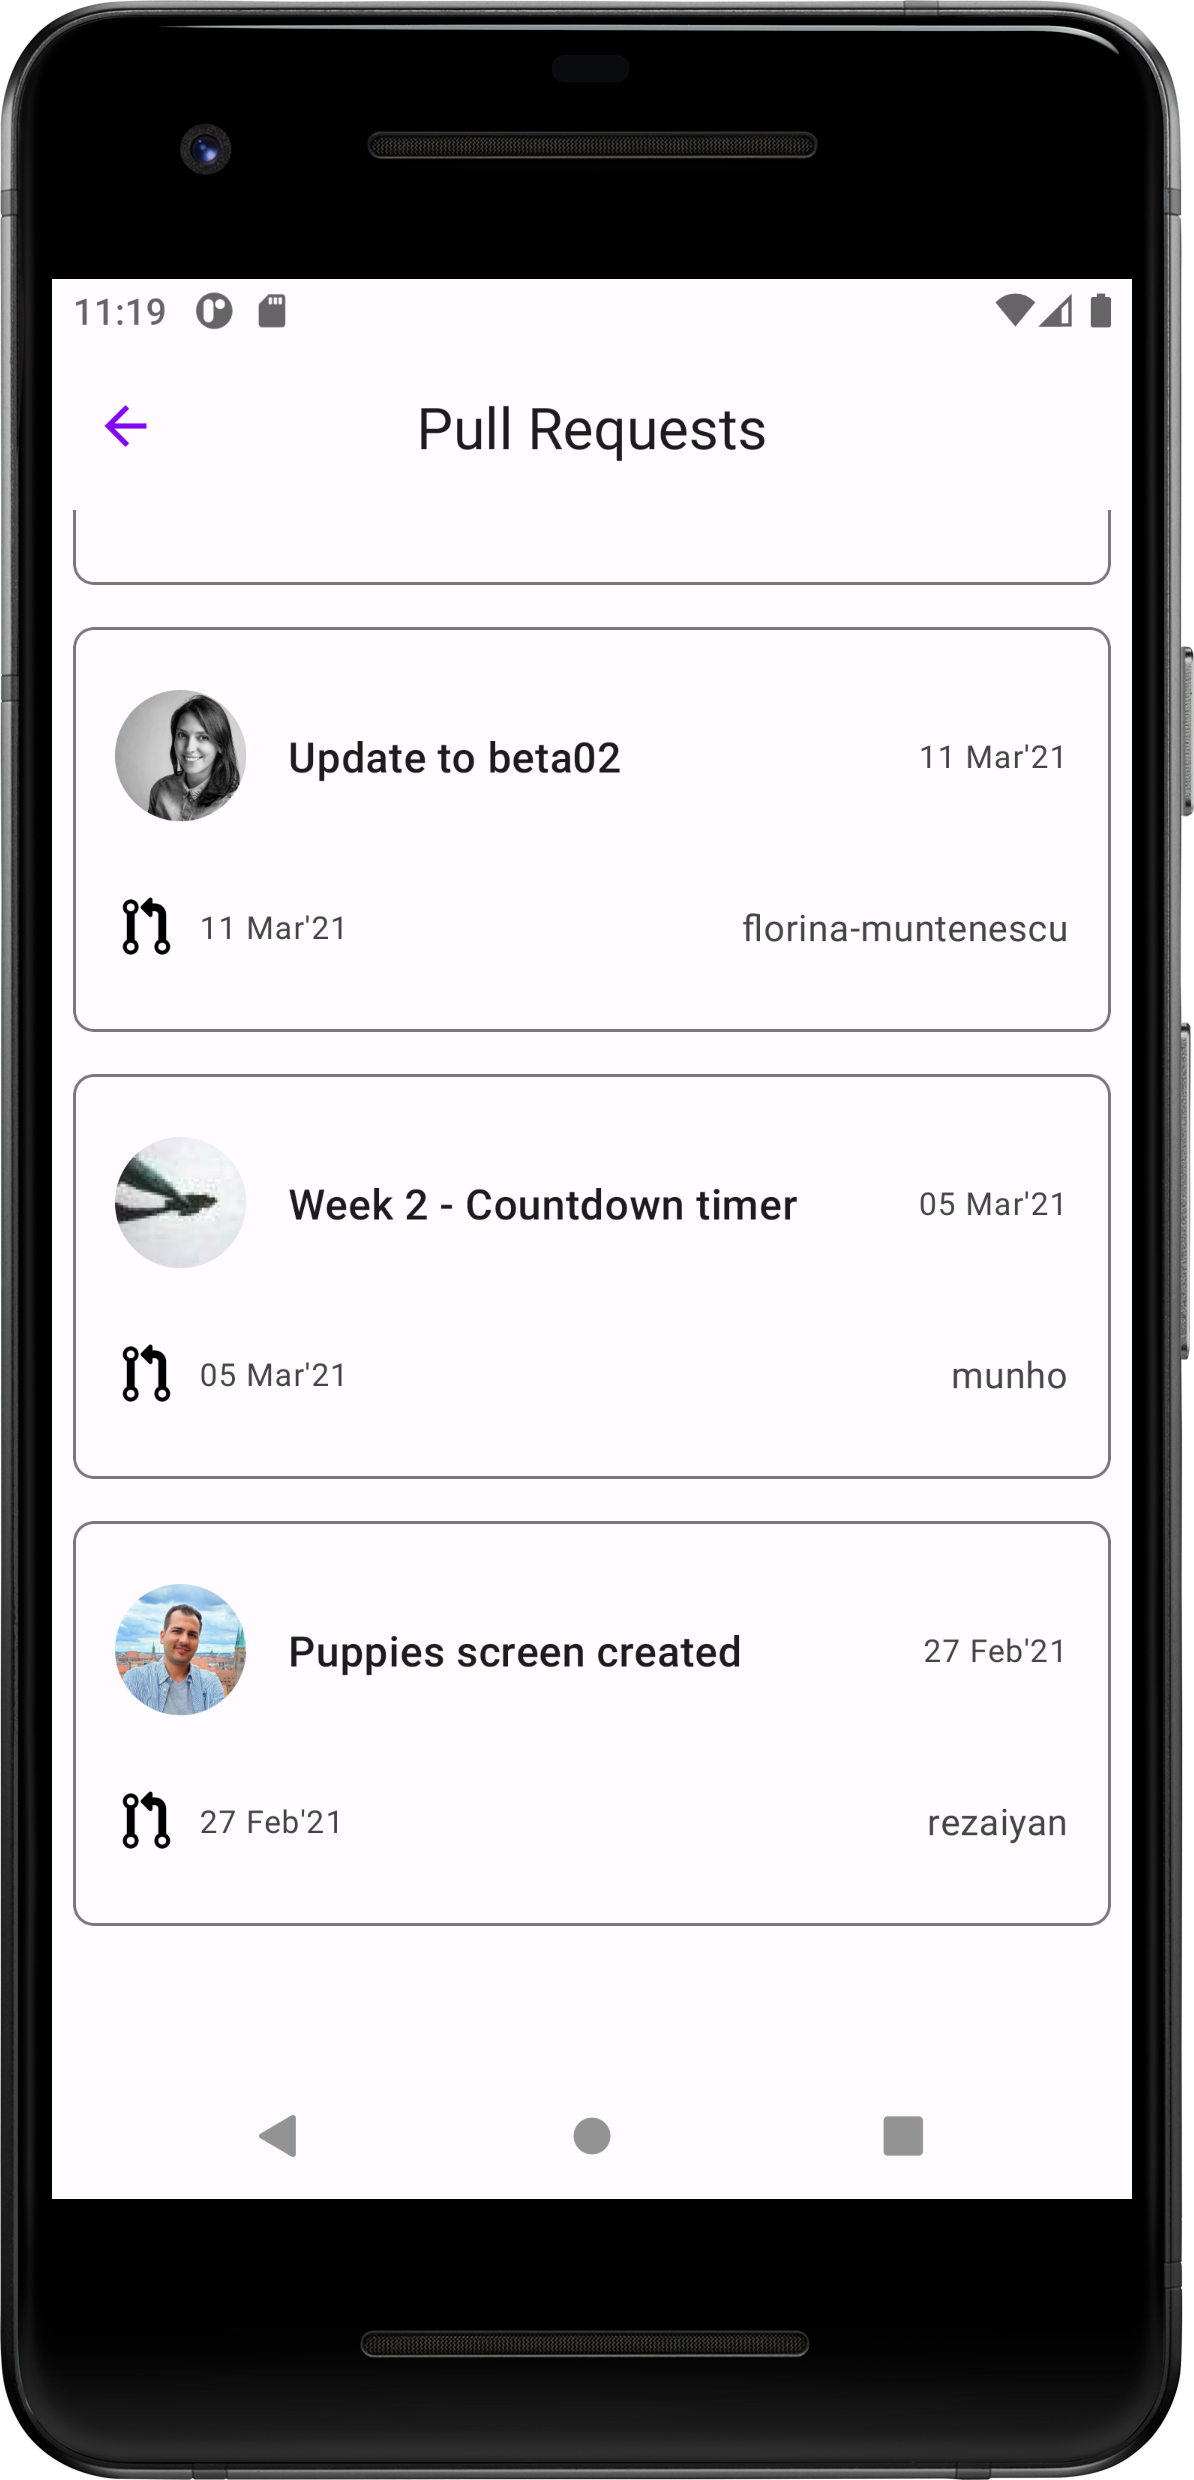 11:19
Pull Requests
Update to beta02
11 Mar'21
11 Mar'21
florina-muntenescu
Week 2 - Countdown timer
05 Mar'21
05 Mar'21
munho
Puppies screen created
27 Feb'21
27 Feb'21
rezaiyan